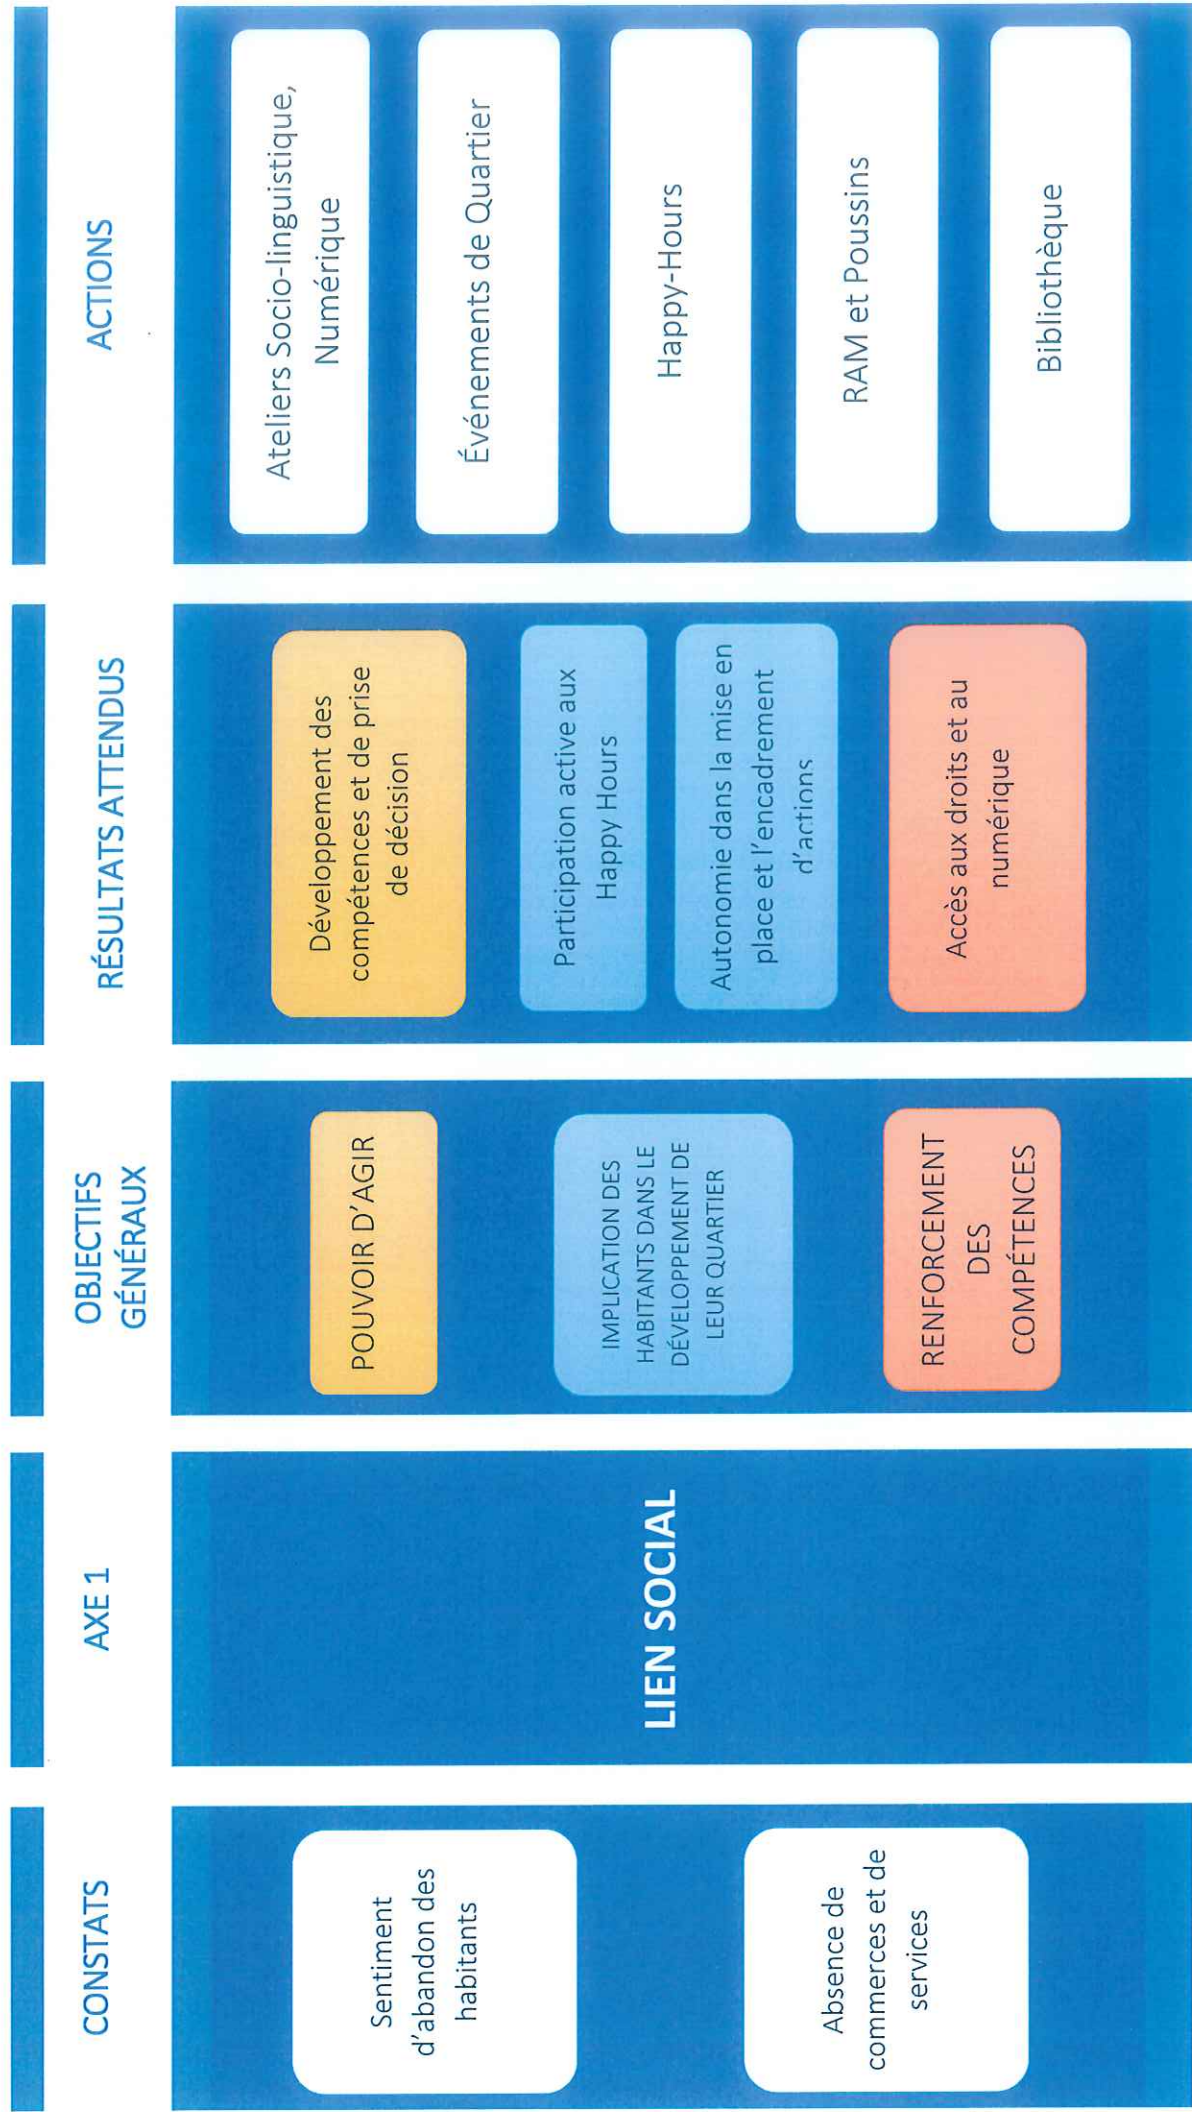 CONSTATS
Sentiment
d'abandon des
habitants
Absence de
commerces et de
services
AXE 1
LIEN SOCIAL
OBJECTIFS
GÉNÉRAUX
POUVOIR D'AGIR
IMPLICATION DES
HABITANTS DANS LE
DÉVELOPPEMENT DE
LEUR QUARTIER
RENFORCEMENT
DES
COMPÉTENCES
RÉSULTATS ATTENDUS
Développement des
compétences et de prise
de décision
Participation active aux
Happy Hours
Autonomie dans la mise en
place et l'encadrement
d'actions
Accès aux droits et au
numérique
ACTIONS
Ateliers Socio-linguistique,
Numérique
Événements de Quartier
Happy-Hours
RAM et Poussins
Bibliothèque